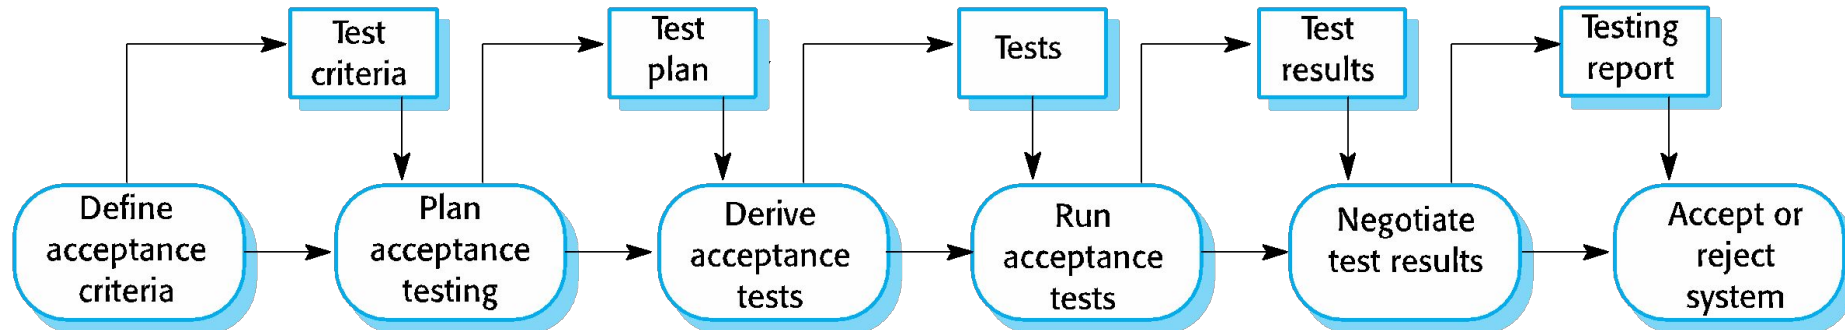 Test
criteria
Test
plan
Tests
Test
results
Testing
report
Define
acceptance
criteria
Plan
acceptance
testing
Derive
acceptance
tests
Run
acceptance
tests
Negotiate
test results
Accept or
reject
system